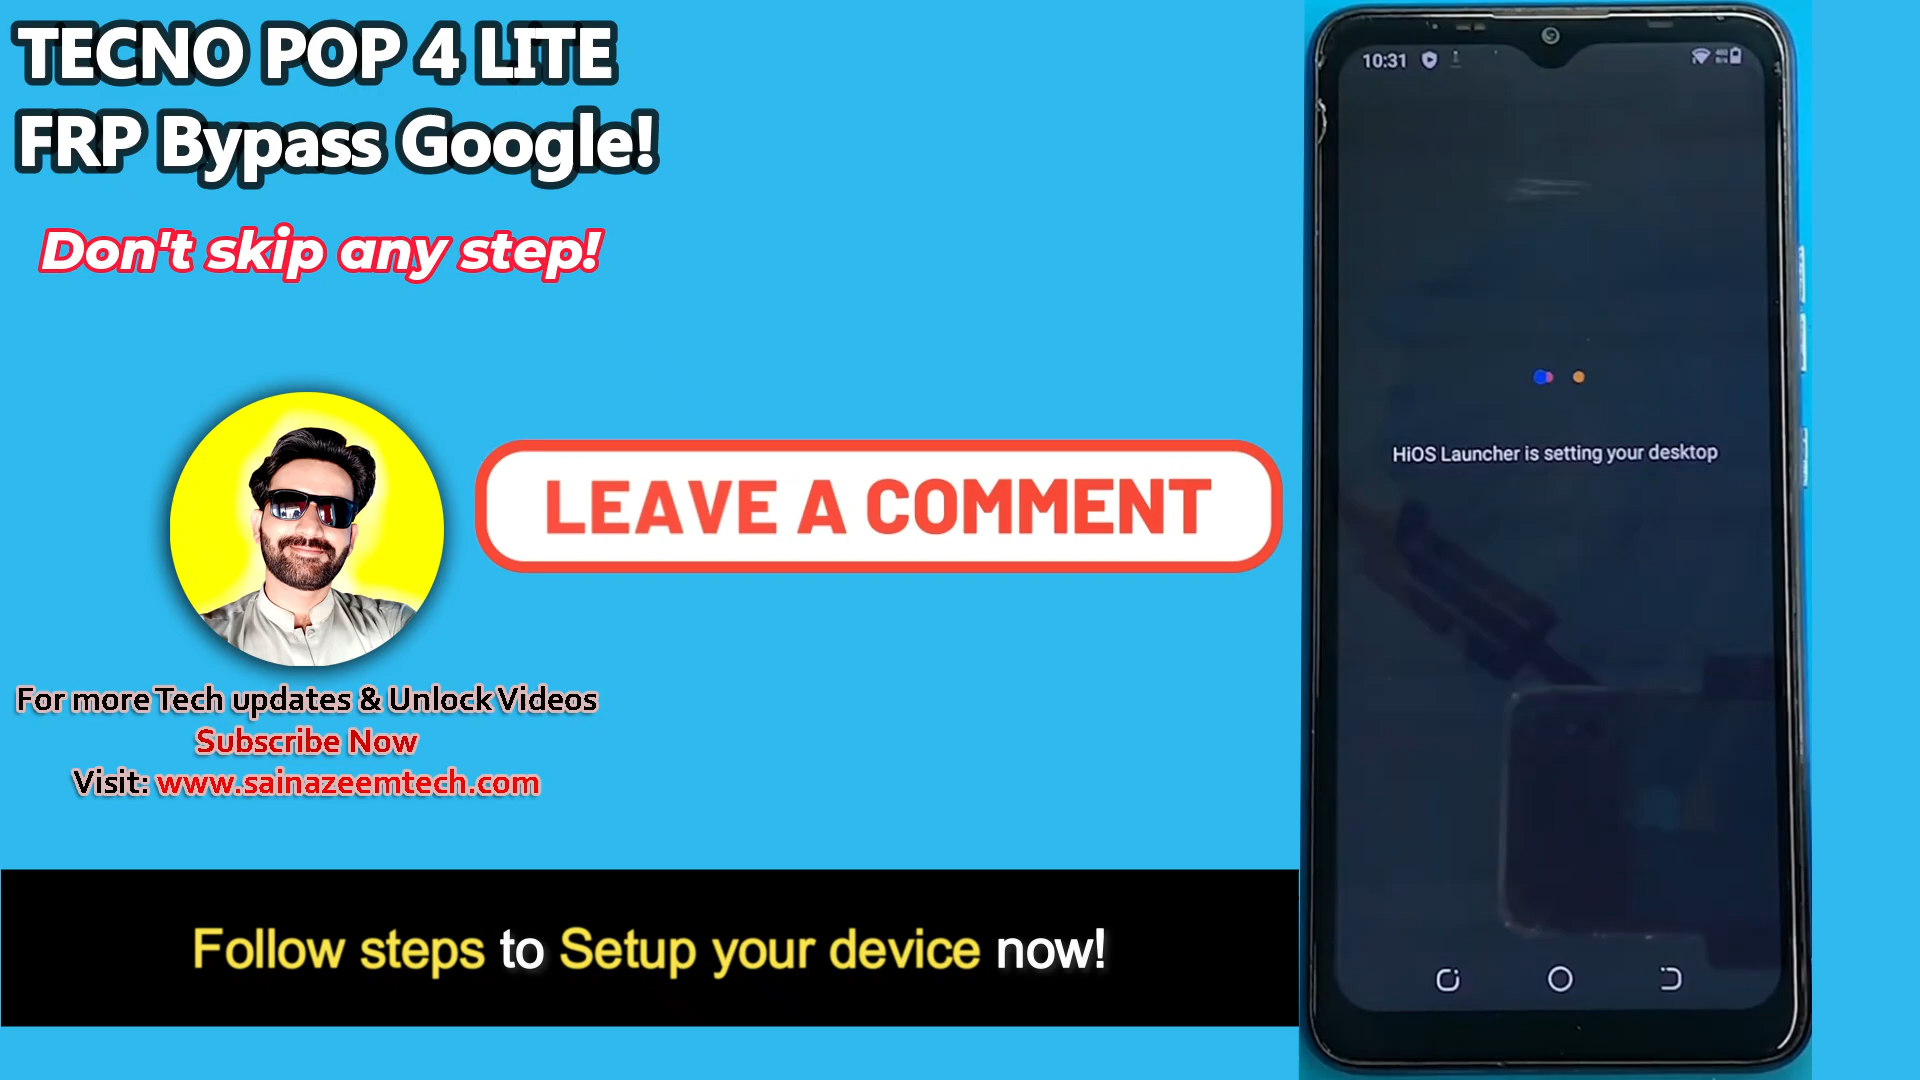 TECNO POP 4 LITE
FRP Bypass Google!
Don't skip any step!
LEAVE A COMMENT
For more Tech updates & Unlock Videos
Subscribe Now
Visit: www.sainazeemtech.com
Follow steps to Setup your device now!
10:31
HiOS Launcher is setting your desktop